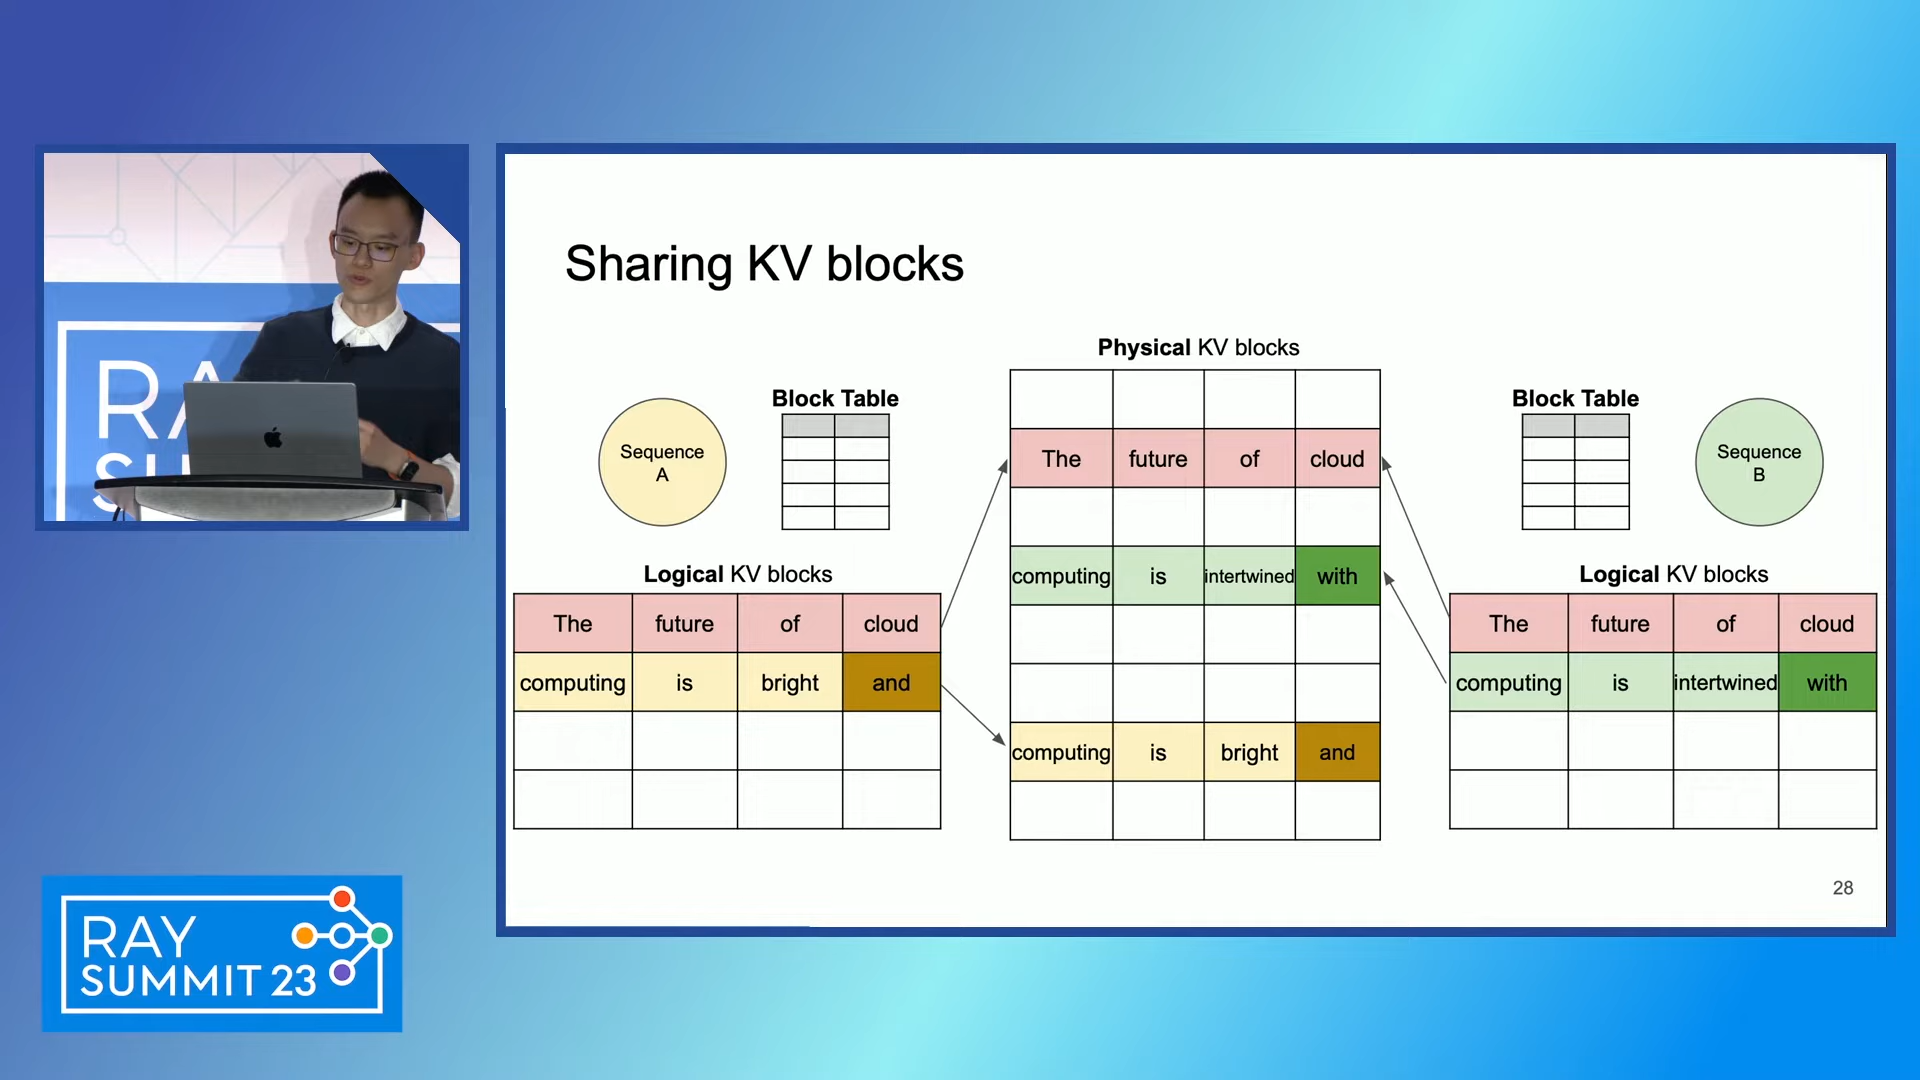 Sharing KV blocks
Physical KV blocks
Block Table
Block Table
Sequence
A
The future of cloud
Sequence
B
computing is intertwined with
computing is bright and
Logical KV blocks
The future of cloud
computing is bright and
Logical KV blocks
The future of cloud
computing is intertwined with
28
RA
SU
RAY
SUMMIT 23